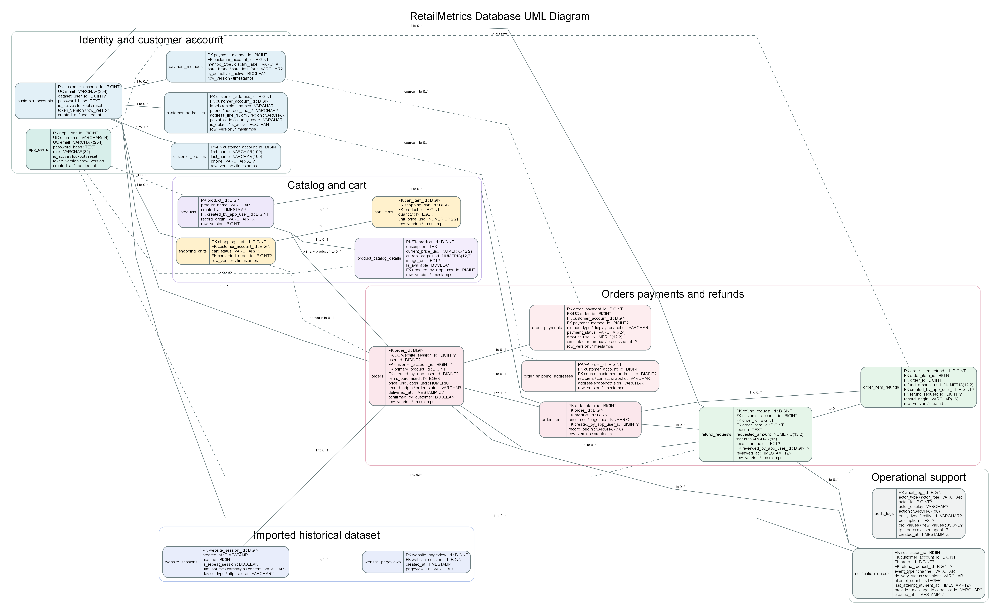 RetailMetrics Database UML Diagram
1 to 0..*
processes
Identity and customer account
payment_methods
PK payment_method_id : BIGINT
FK customer_account_id : BIGINT
method_type / display_label : VARCHAR
card_brand / card_last_four : VARCHAR?
is_default / is_active : BOOLEAN
row_version / timestamps
1 to 0..*
customer_accounts
PK customer_account_id : BIGINT
UQ email : VARCHAR(254)
dataset_user_id : BIGINT?
password_hash : TEXT
is_active / lockout / reset
token_version / row_version
created_at / updated_at
source 1 to 0..*
1 to 0..*
customer_addresses
PK customer_address_id : BIGINT
FK customer_account_id : BIGINT
label / recipient names : VARCHAR
phone / address_line_2 : VARCHAR?
address_line_1 / city / region : VARCHAR
postal_code / country_code : VARCHAR
is_default / is_active : BOOLEAN
row_version / timestamps
1 to 0..1
app_users
PK app_user_id : BIGINT
UQ username : VARCHAR(64)
UQ email : VARCHAR(254)
password_hash : TEXT
role : VARCHAR(32)
is_active / lockout / reset
token_version / row_version
created_at / updated_at
source 1 to 0..*
customer_profiles
PK/FK customer_account_id : BIGINT
first_name : VARCHAR(100)
last_name : VARCHAR(100)
phone : VARCHAR(32)?
row_version / timestamps
creates
1 to 0..*
Catalog and cart
1 to 0..*
products
PK product_id : BIGINT
product_name : VARCHAR
created_at : TIMESTAMP
FK created_by_app_user_id : BIGINT?
record_origin : VARCHAR(16)
row_version : BIGINT
1 to 0..*
cart_items
PK cart_item_id : BIGINT
FK shopping_cart_id : BIGINT
FK product_id : BIGINT
quantity : INTEGER
unit_price_usd : NUMERIC(12,2)
row_version / timestamps
1 to 0..*
1 to 0..1
shopping_carts
PK shopping_cart_id : BIGINT
FK customer_account_id : BIGINT
cart_status : VARCHAR(16)
FK converted_order_id : BIGINT?
row_version / timestamps
primary product 1 to 0..*
product_catalog_details
PK/FK product_id : BIGINT
description : TEXT
current_price_usd : NUMERIC(12,2)
current_cogs_usd : NUMERIC(12,2)
image_url : TEXT?
is_available : BOOLEAN
FK updated_by_app_user_id : BIGINT
row_version / timestamps
updates
1 to 0..*
converts to 0..1
Orders payments and refunds
order_payments
PK order_payment_id : BIGINT
FK/UQ order_id : BIGINT
FK customer_account_id : BIGINT
FK payment_method_id : BIGINT?
method_type / display_snapshot : VARCHAR
payment_status : VARCHAR(24)
amount_usd : NUMERIC(12,2)
simulated_reference / processed_at : ?
row_version / timestamps
1 to 0..1
orders
PK order_id : BIGINT
FK/UQ website_session_id : BIGINT?
user_id : BIGINT?
FK customer_account_id : BIGINT?
FK primary_product_id : BIGINT?
FK created_by_app_user_id : BIGINT?
items_purchased : INTEGER
price_usd / cogs_usd : NUMERIC
record_origin / order_status : VARCHAR
delivered_at : TIMESTAMPTZ?
confirmed_by_customer : BOOLEAN
row_version / timestamps
1 to 0..1
order_shipping_addresses
PK/FK order_id : BIGINT
FK customer_account_id : BIGINT
FK source_customer_address_id : BIGINT?
recipient / contact snapshot : VARCHAR
address snapshot fields : VARCHAR
row_version / timestamps
1 to 1..*
order_items
PK order_item_id : BIGINT
FK order_id : BIGINT
FK product_id : BIGINT
price_usd / cogs_usd : NUMERIC
FK created_by_app_user_id : BIGINT?
record_origin : VARCHAR(16)
row_version / created_at
1 to 0..*
order_item_refunds
PK order_item_refund_id : BIGINT
FK order_item_id : BIGINT
FK order_id : BIGINT
refund_amount_usd : NUMERIC(12,2)
FK created_by_app_user_id : BIGINT?
FK refund_request_id : BIGINT?
record_origin : VARCHAR(16)
row_version / created_at
1 to 0..1
1 to 0..*
refund_requests
PK refund_request_id : BIGINT
FK customer_account_id : BIGINT
FK order_id : BIGINT
FK order_item_id : BIGINT
reason : TEXT
requested_amount : NUMERIC(12,2)
status : VARCHAR(16)
resolution_note : TEXT?
FK reviewed_by_app_user_id : BIGINT?
reviewed_at : TIMESTAMPTZ?
row_version / timestamps
1 to 0..*
1 to 0..1
reviews
1 to 0..*
1 to 0..*
Operational support
audit_logs
PK audit_log_id : BIGINT
actor_type / actor_role : VARCHAR
actor_id : BIGINT?
actor_display : VARCHAR?
action : VARCHAR(80)
entity_type / entity_id : VARCHAR?
description : TEXT?
old_values / new_values : JSONB?
ip_address / user_agent : ?
created_at : TIMESTAMPTZ
1 to 0..*
Imported historical dataset
website_sessions
PK website_session_id : BIGINT
created_at : TIMESTAMP
user_id : BIGINT
is_repeat_session : BOOLEAN
utm_source / campaign / content : VARCHAR?
device_type / http_referer : VARCHAR?
1 to 0..*
website_pageviews
PK website_pageview_id : BIGINT
FK website_session_id : BIGINT
created_at : TIMESTAMP
pageview_url : VARCHAR
notification_outbox
PK notification_id : BIGINT
FK customer_account_id : BIGINT
FK order_id : BIGINT?
FK refund_request_id : BIGINT?
event_type / channel : VARCHAR
delivery_status / recipient : VARCHAR
attempt_count : INTEGER
last_attempt_at / sent_at : TIMESTAMPTZ?
provider_message_id / error_code : VARCHAR?
created_at : TIMESTAMPTZ